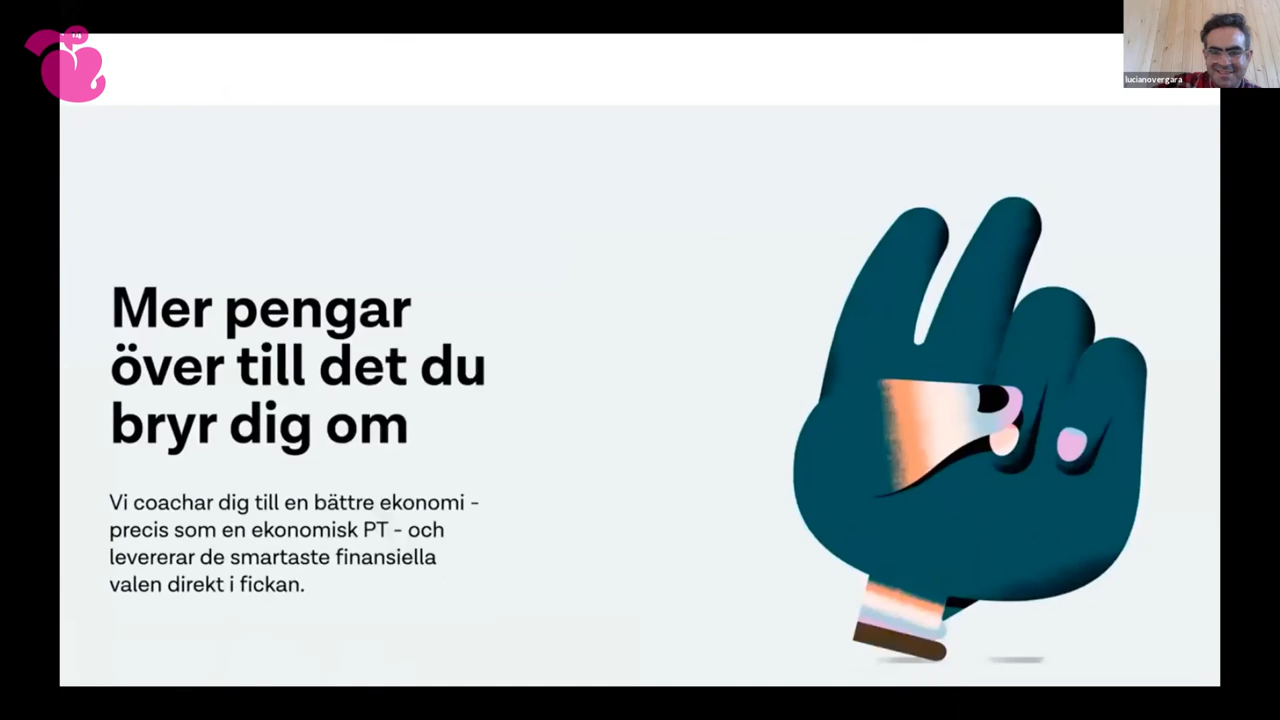 lucianovergara
Mer pengar
över till det du
bryr dig om
Vi coachar dig till en bättre ekonomi -
precis som en ekonomisk PT - och
levererar de smartaste finansiella
valen direkt i fickan.